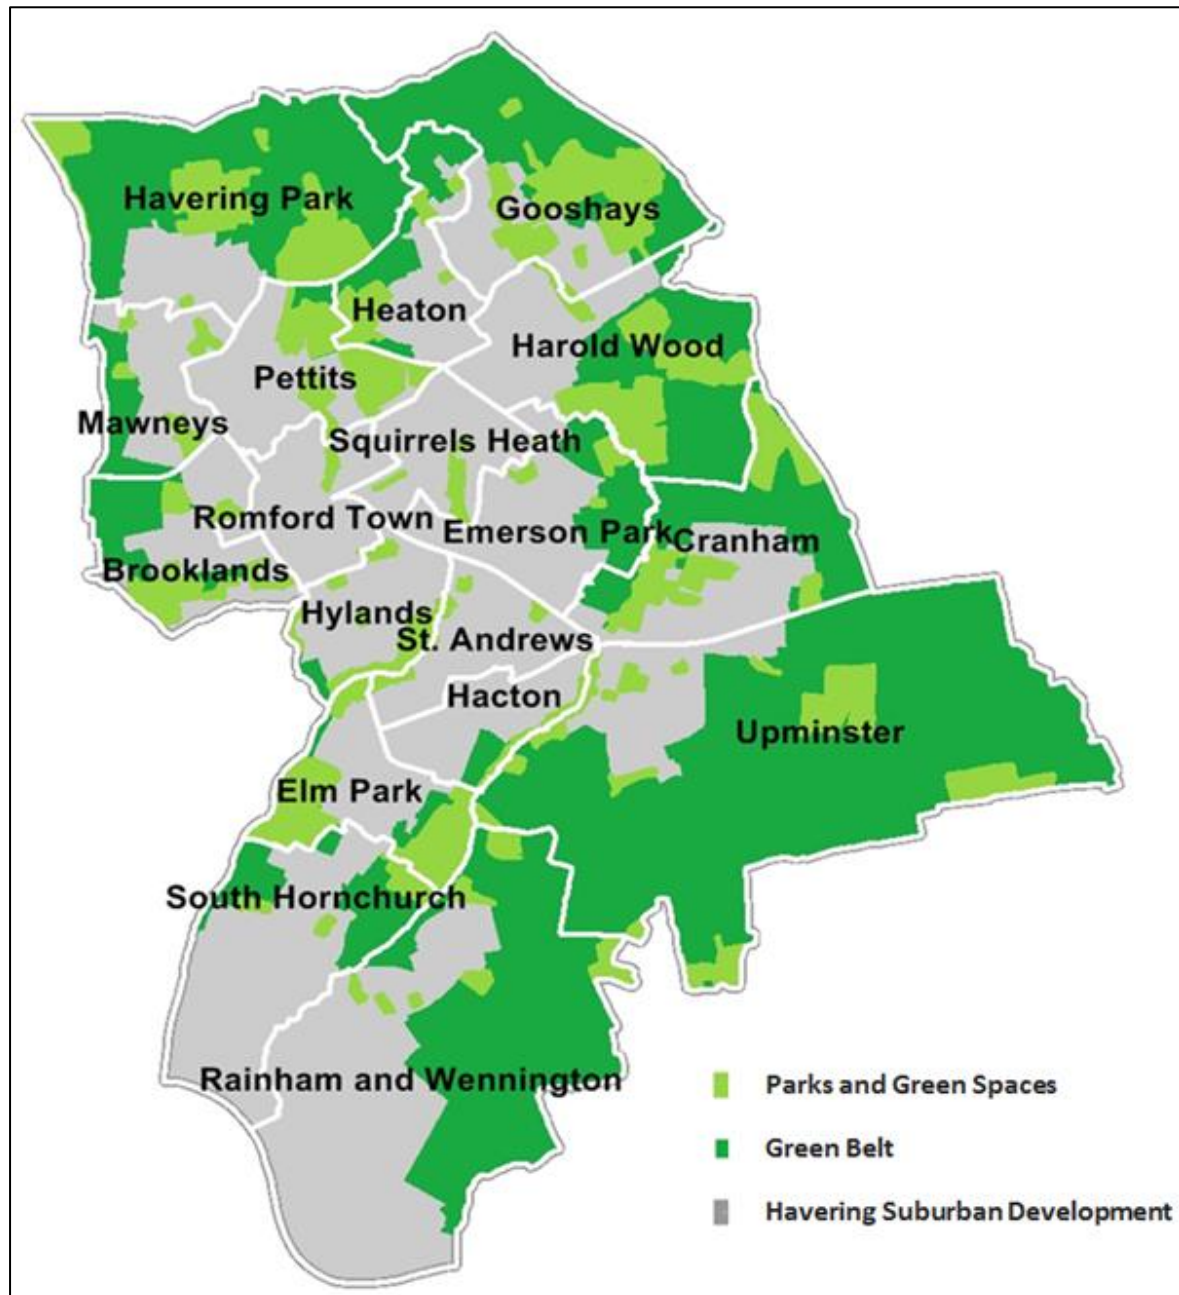 Havering Park
Gooshays
Heaton
Harold Wood
Pettits
Mawneys
Squirrels Heath
Romford Town
Emerson Park
Cranham
Brooklands
Hylands
St. Andrews
Hacton
Upminster
Elm Park
South Hornchurch
Rainham and Wennington
Parks and Green Spaces
Green Belt
Havering Suburban Development